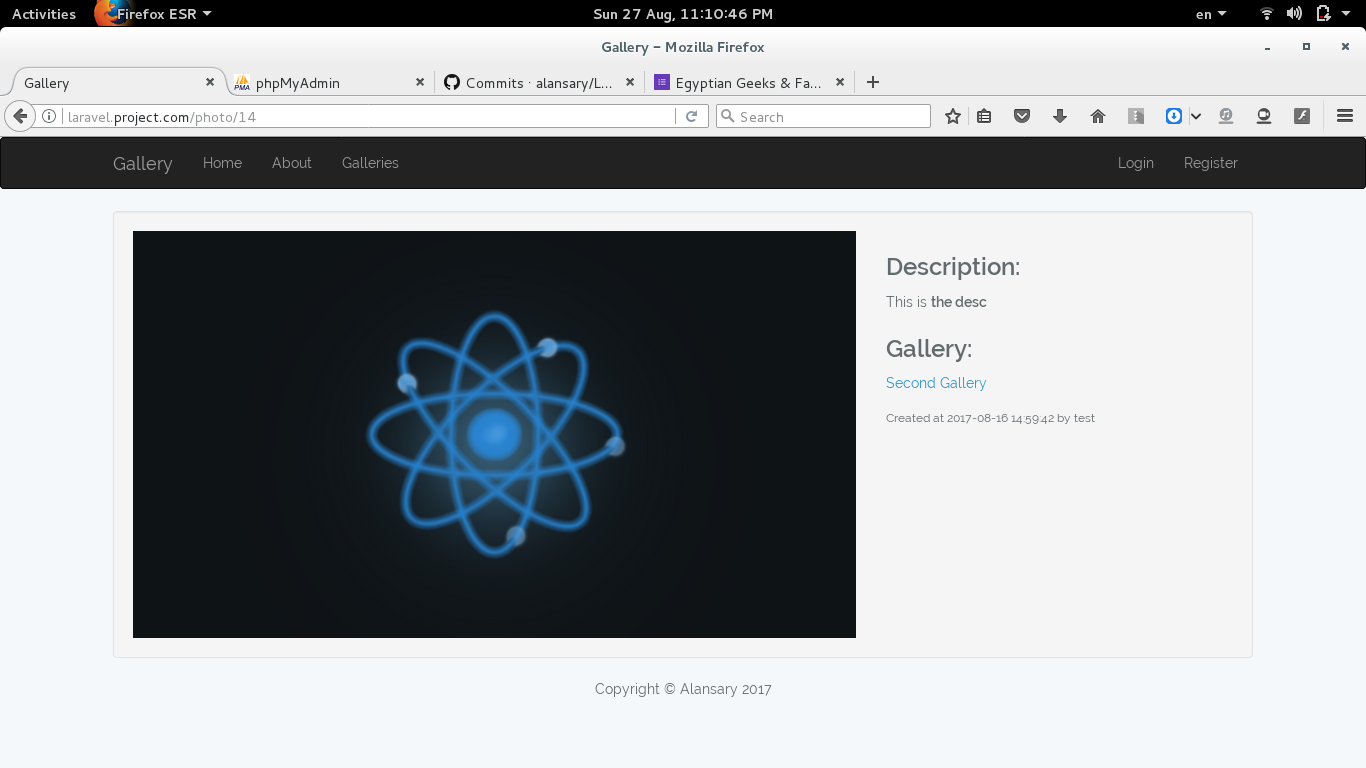 Activities Firefox ESR Sun 27 Aug, 11:10:46 PM en
Gallery – Mozilla Firefox
Gallery PMA phpMyAdmin Commits · alansary/L... Egyptian Geeks & Fa...
laravel.project.com/photo/14 Search
Gallery Home About Galleries Login Register
Description:
This is the desc
Gallery:
Second Gallery
Created at 2017-08-16 14:59:42 by test
Copyright © Alansary 2017